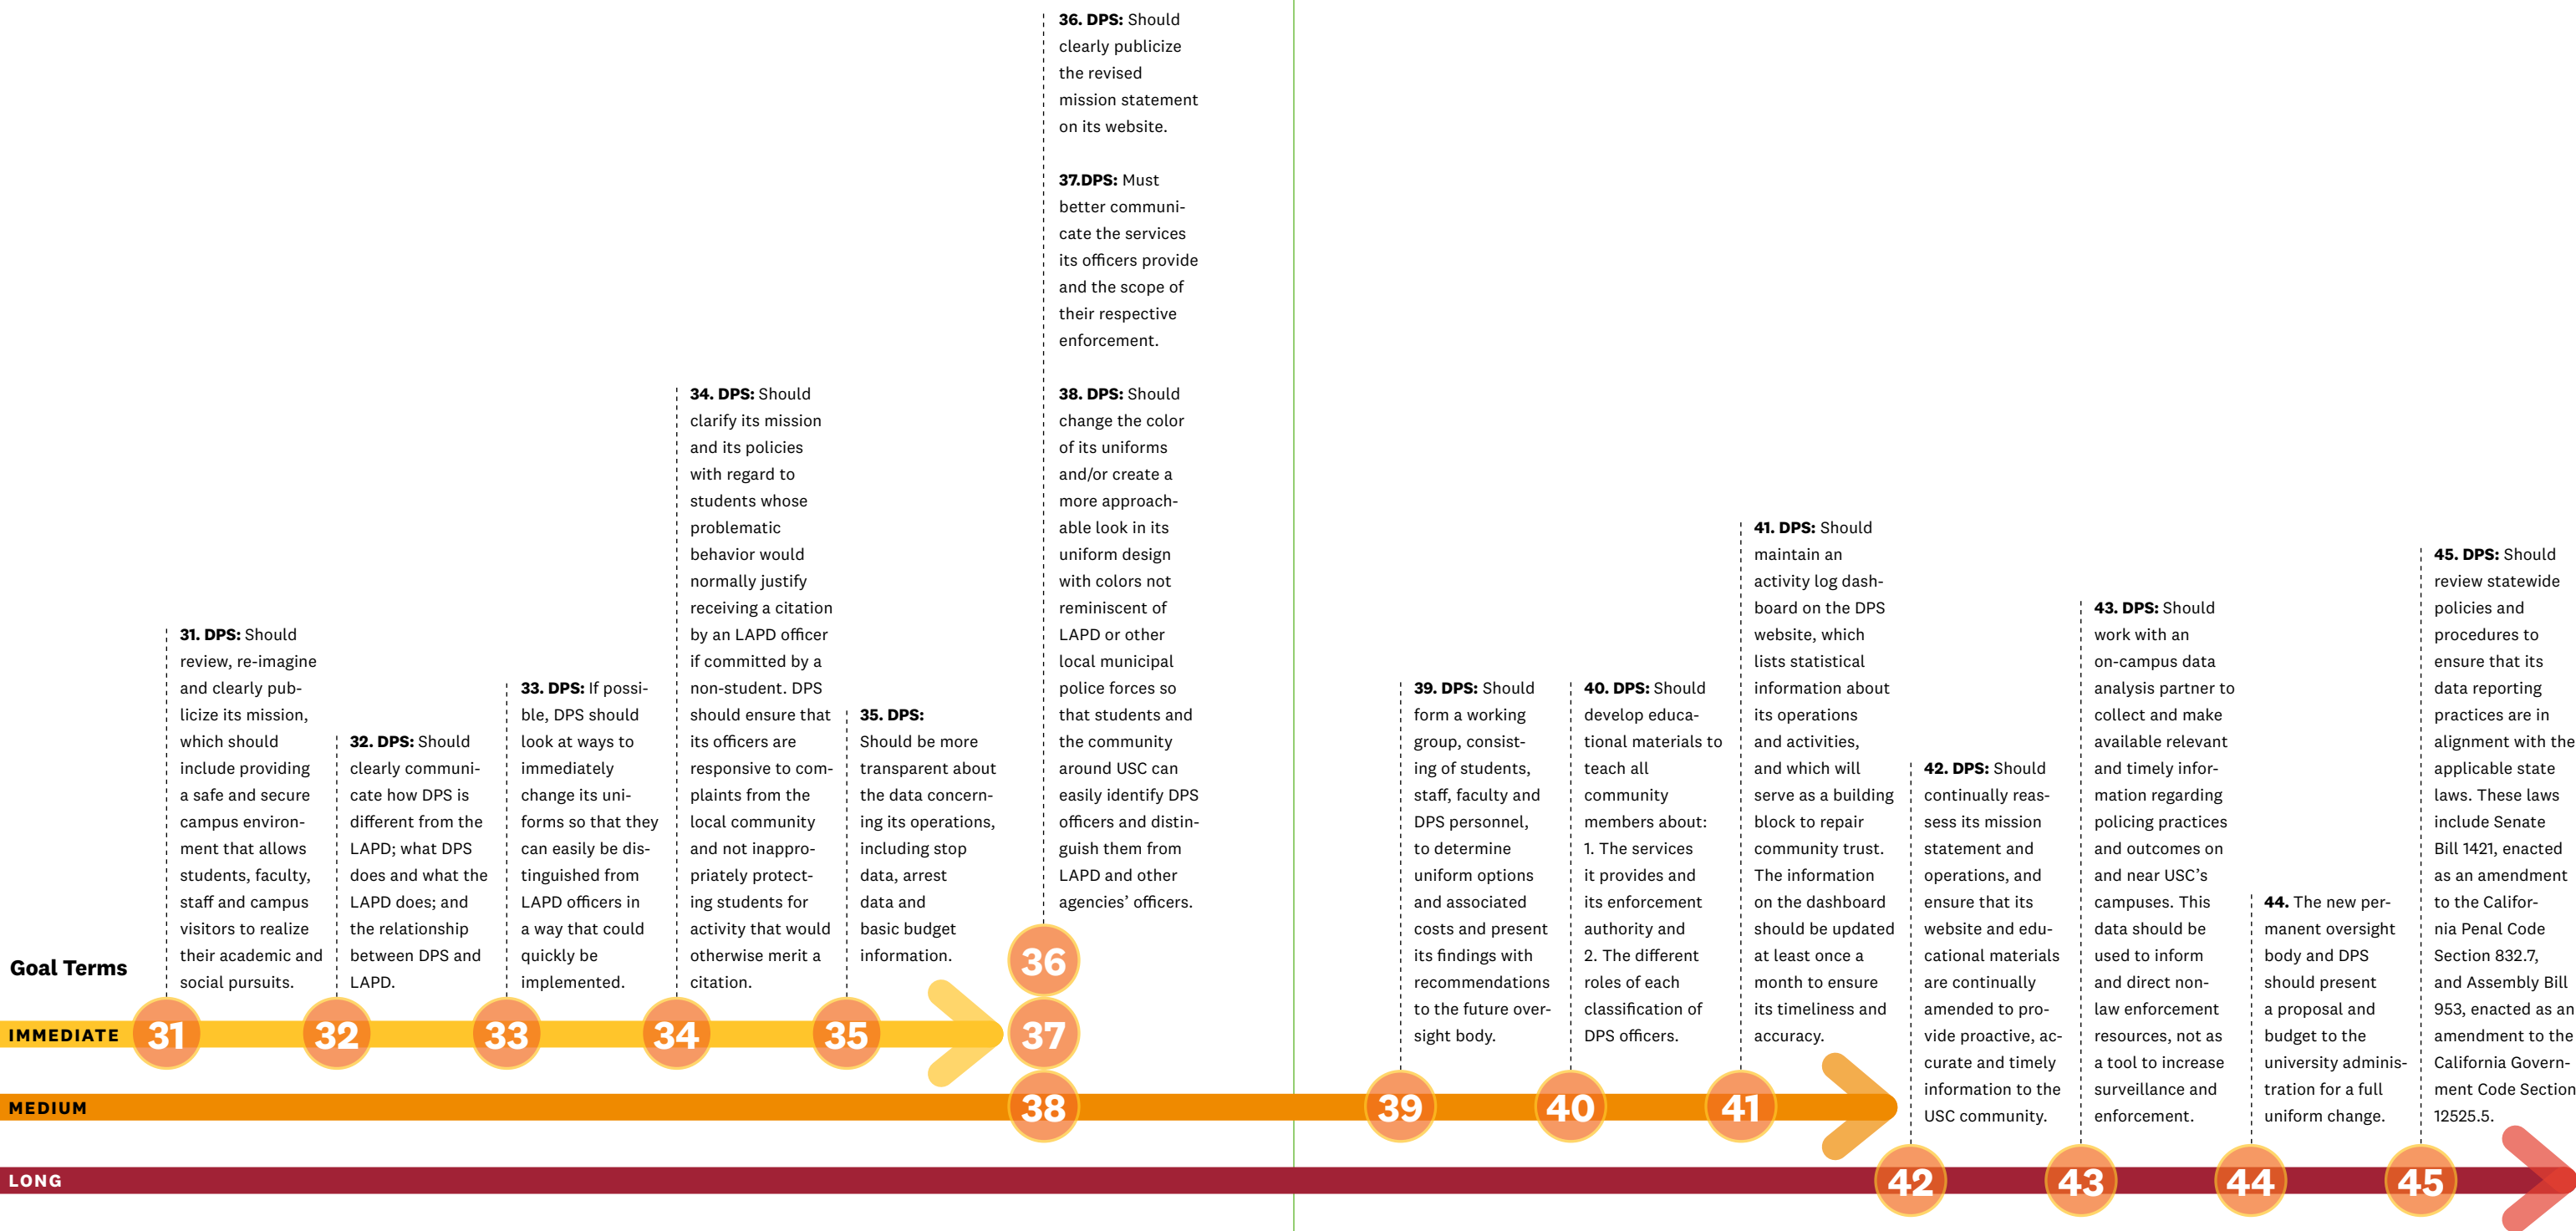 31. DPS: Should
review, re-imagine
and clearly pub-
licize its mission,
which should
include providing
a safe and secure
campus environ-
ment that allows
students, faculty,
staff and campus
visitors to realize
their academic and
social pursuits.
32. DPS: Should
clearly communi-
cate how DPS is
different from the
LAPD; what DPS
does and what the
LAPD does; and
the relationship
between DPS and
LAPD.
33. DPS: If possi-
ble, DPS should
look at ways to
immediately
change its uni-
forms so that they
can easily be dis-
tinguished from
LAPD officers in
a way that could
quickly be
implemented.
34. DPS: Should
clarify its mission
and its policies
with regard to
students whose
problematic
behavior would
normally justify
receiving a citation
by an LAPD officer
if committed by a
non-student. DPS
should ensure that
its officers are
responsive to com-
plaints from the
local community
and not inappro-
priately protect-
ing students for
activity that would
otherwise merit a
citation.
35. DPS:
Should be more
transparent about
the data concern-
ing its operations,
including stop
data, arrest
data and
basic budget
information.
36. DPS: Should
clearly publicize
the revised
mission statement
on its website.
37.DPS: Must
better communi-
cate the services
its officers provide
and the scope of
their respective
enforcement.
38. DPS: Should
change the color
of its uniforms
and/or create a
more approach-
able look in its
uniform design
with colors not
reminiscent of
LAPD or other
local municipal
police forces so
that students and
the community
around USC can
easily identify DPS
officers and distin-
guish them from
LAPD and other
agencies’ officers.
39. DPS: Should
form a working
group, consist-
ing of students,
staff, faculty and
DPS personnel,
to determine
uniform options
and associated
costs and present
its findings with
recommendations
to the future over-
sight body.
40. DPS: Should
develop educa-
tional materials to
teach all
community
members about:
1. The services
it provides and
its enforcement
authority and
2. The different
roles of each
classification of
DPS officers.
41. DPS: Should
maintain an
activity log dash-
board on the DPS
website, which
lists statistical
information about
its operations
and activities,
and which will
serve as a building
block to repair
community trust.
The information
on the dashboard
should be updated
at least once a
month to ensure
its timeliness and
accuracy.
42. DPS: Should
continually reas-
sess its mission
statement and
operations, and
ensure that its
website and edu-
cational materials
are continually
amended to pro-
vide proactive, ac-
curate and timely
information to the
USC community.
43. DPS: Should
work with an
on-campus data
analysis partner to
collect and make
available relevant
and timely infor-
mation regarding
policing practices
and outcomes on
and near USC’s
campuses. This
data should be
used to inform
and direct non-
law enforcement
resources, not as
a tool to increase
surveillance and
enforcement.
44. The new per-
manent oversight
body and DPS
should present
a proposal and
budget to the
university adminis-
tration for a full
uniform change.
45. DPS: Should
review statewide
policies and
procedures to
ensure that its
data reporting
practices are in
alignment with the
applicable state
laws. These laws
include Senate
Bill 1421, enacted
as an amendment
to the Califor-
nia Penal Code
Section 832.7,
and Assembly Bill
953, enacted as an
amendment to the
California Govern-
ment Code Section
12525.5.
Goal Terms
36
IMMEDIATE 31 32 33 34 35 37
MEDIUM 38 39 40 41
LONG 42 43 44 45